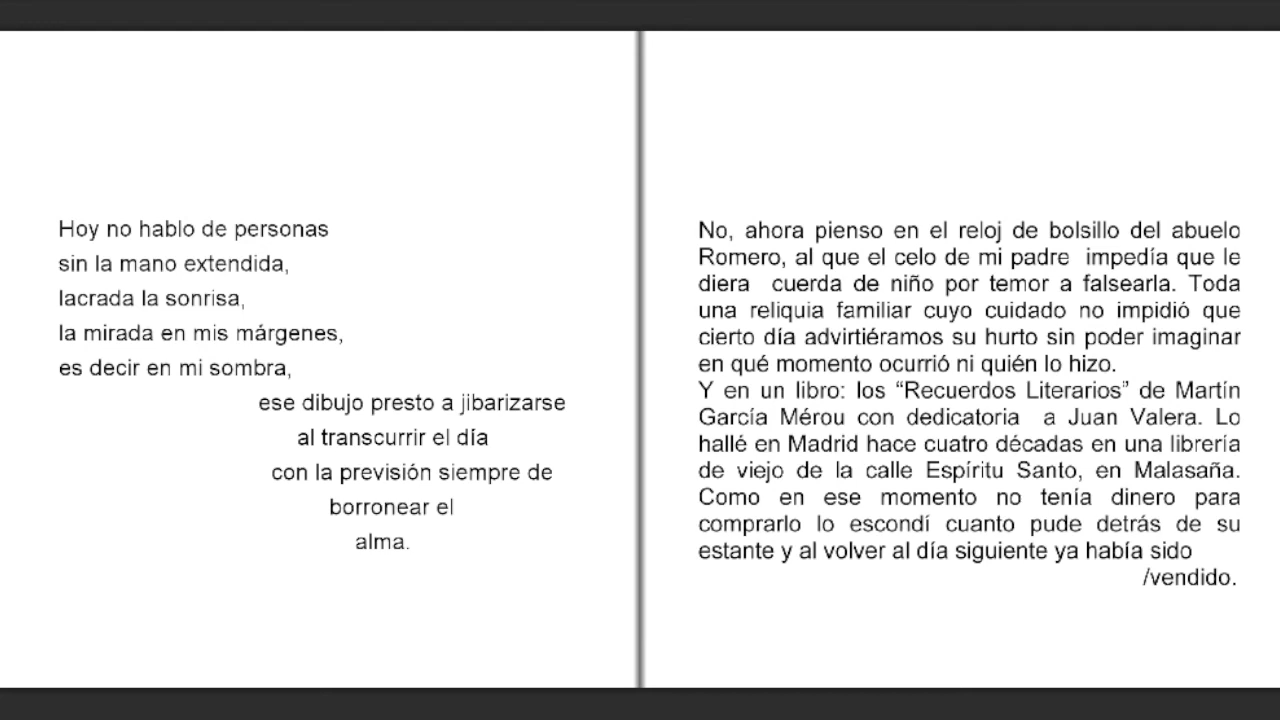 Hoy no hablo de personas
sin la mano extendida,
lacrada la sonrisa,
la mirada en mis márgenes,
es decir en mi sombra,
ese dibujo presto a jibarizarse
al transcurrir el día
con la previsión siempre de
borronear el
alma.
No, ahora pienso en el reloj de bolsillo del abuelo
Romero, al que el celo de mi padre impedía que le
diera cuerda de niño por temor a falsearla. Toda
una reliquia familiar cuyo cuidado no impidió que
cierto día advirtiéramos su hurto sin poder imaginar
en qué momento ocurrió ni quién lo hizo.
Y en un libro: los “Recuerdos Literarios” de Martín
García Mérou con dedicatoria a Juan Valera. Lo
hallé en Madrid hace cuatro décadas en una librería
de viejo de la calle Espíritu Santo, en Malasaña.
Como en ese momento no tenía dinero para
comprarlo lo escondí cuanto pude detrás de su
estante y al volver al día siguiente ya había sido
/vendido.